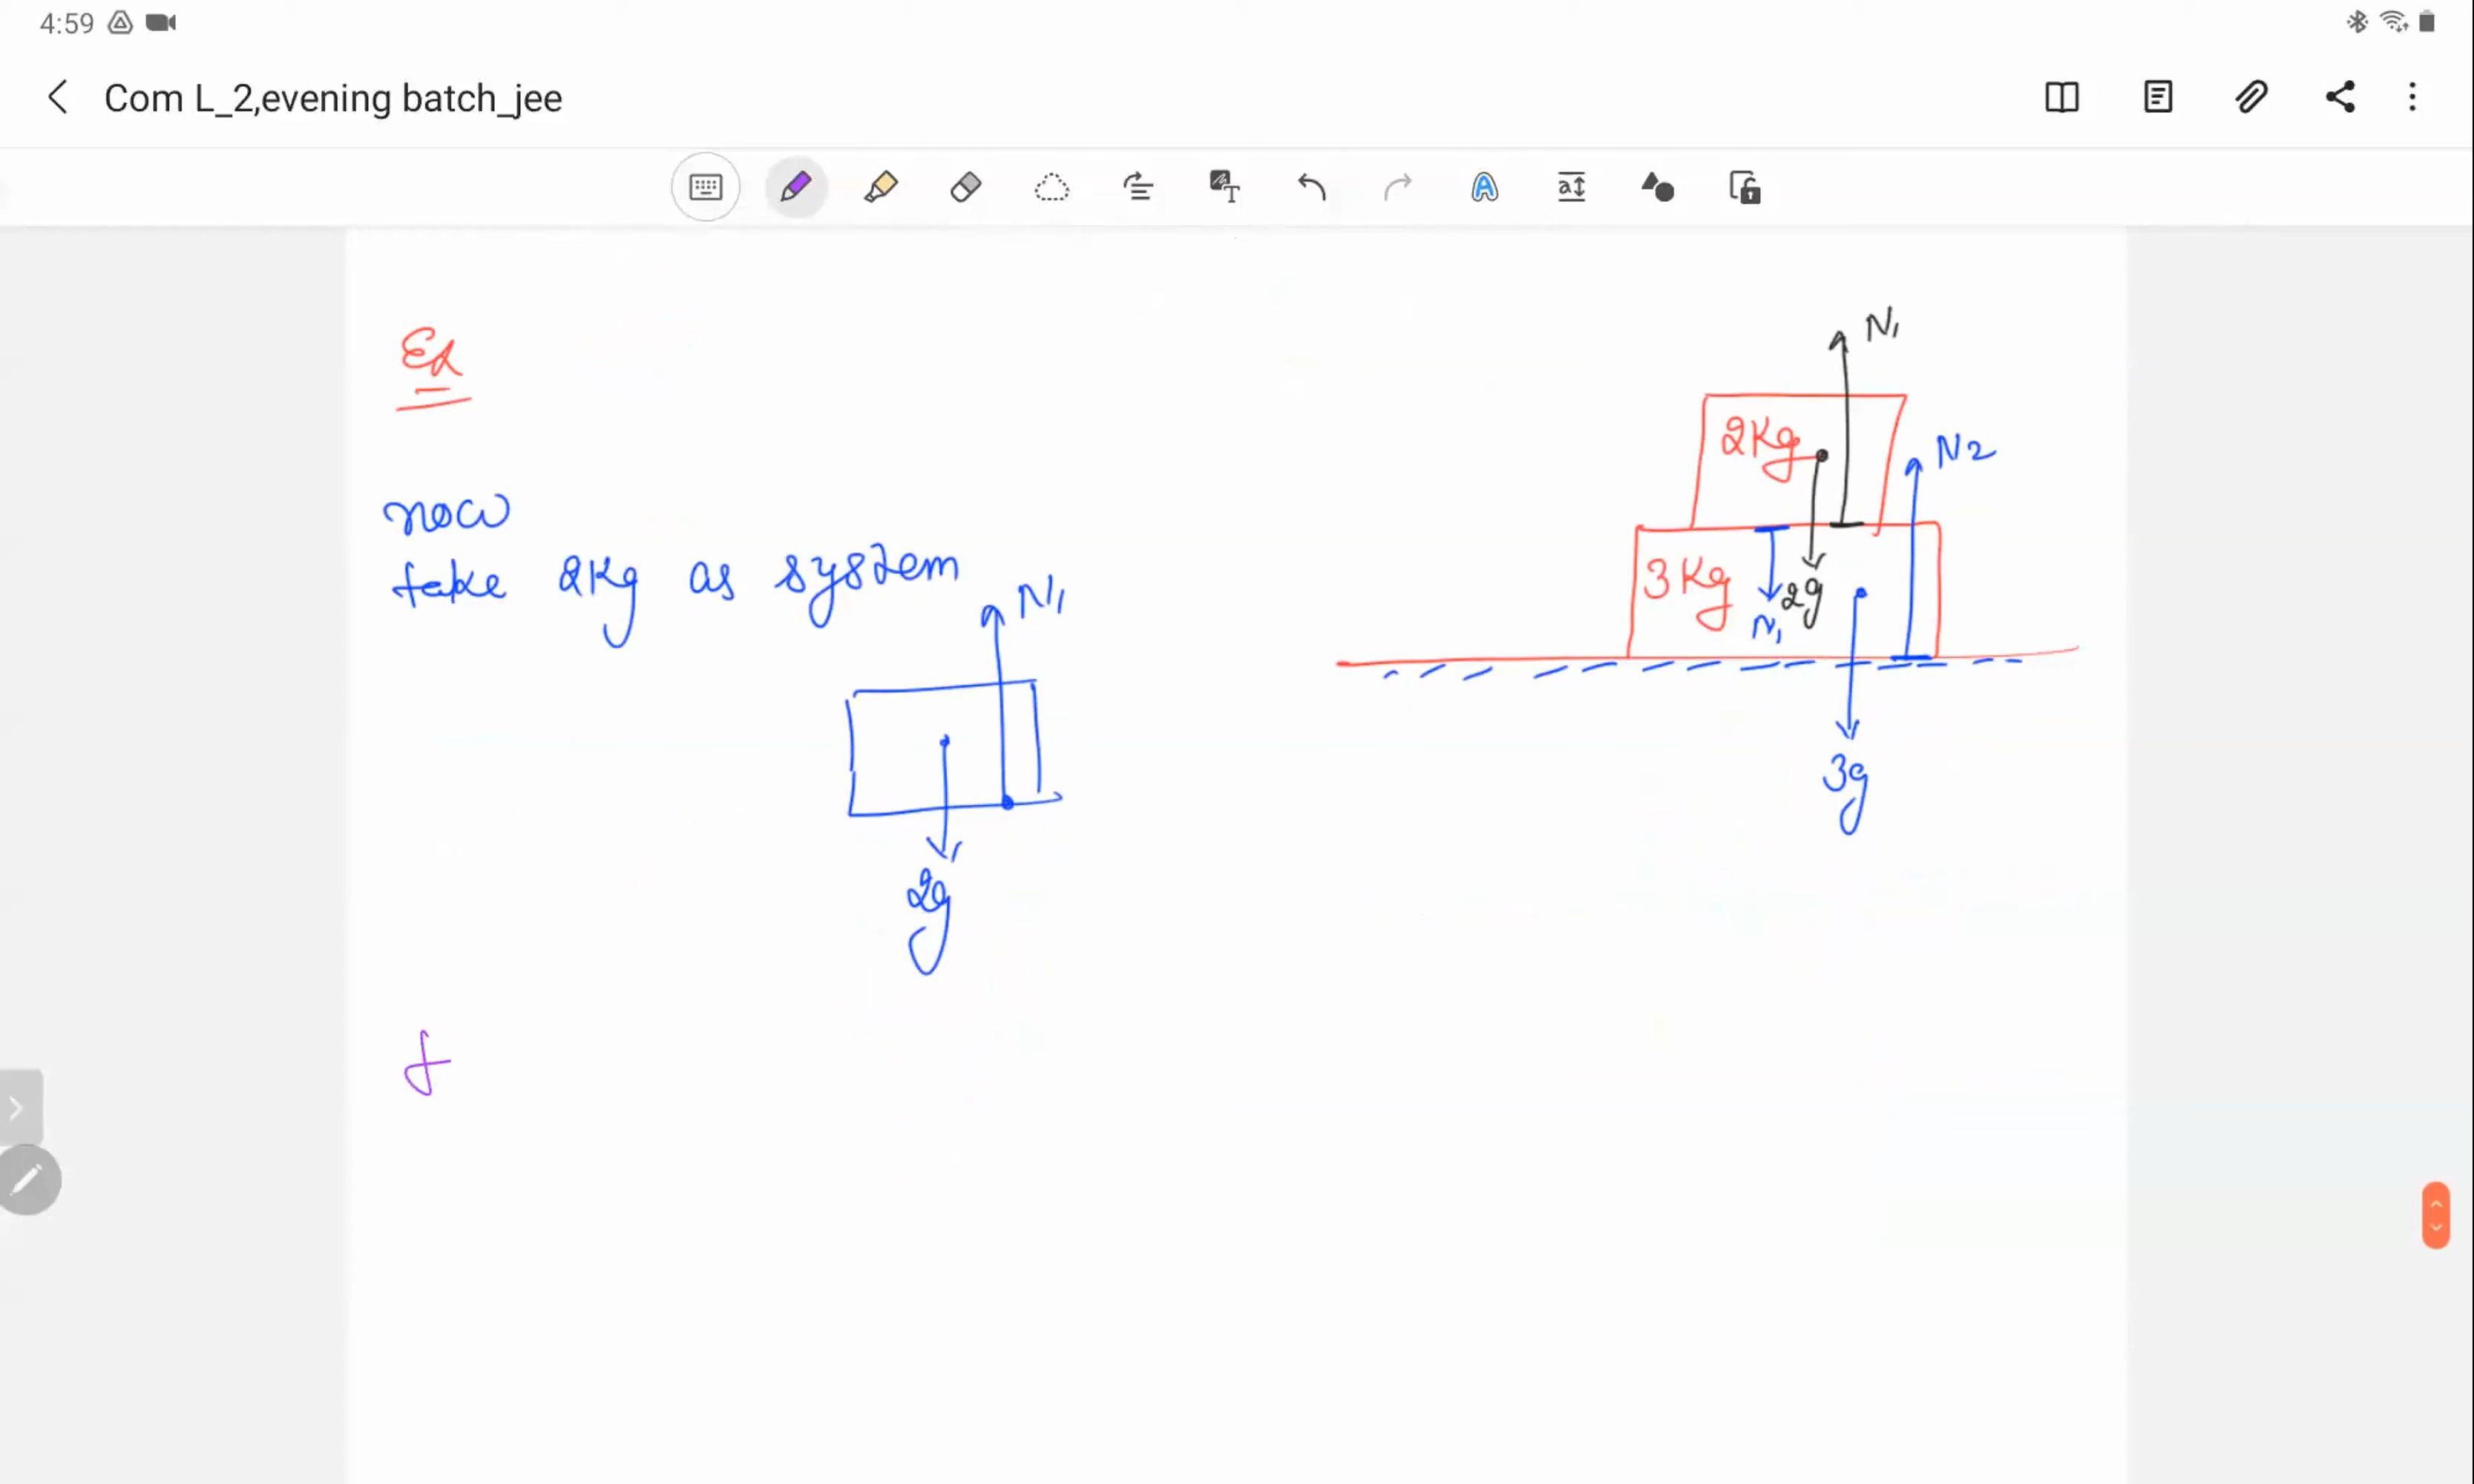 4:59
Com L_2,evening batch_jee
Ex
now
take 2Kg as system
N1
2g
N1
2Kg
N2
3Kg
N1
2g
3g